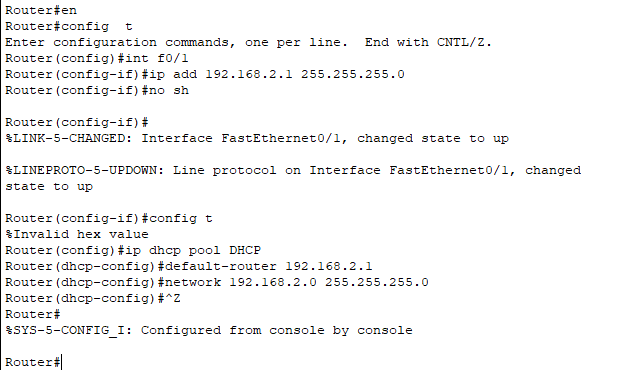 Router#en
Router#config  t
Enter configuration commands, one per line.  End with CNTL/Z.
Router(config)#int f0/1
Router(config-if)#ip add 192.168.2.1 255.255.255.0
Router(config-if)#no sh
Router(config-if)#
%LINK-5-CHANGED: Interface FastEthernet0/1, changed state to up
%LINEPROTO-5-UPDOWN: Line protocol on Interface FastEthernet0/1, changed
state to up
Router(config-if)#config t
%Invalid hex value
Router(config)#ip dhcp pool DHCP
Router(dhcp-config)#default-router 192.168.2.1
Router(dhcp-config)#network 192.168.2.0 255.255.255.0
Router(dhcp-config)#^Z
Router#
%SYS-5-CONFIG_I: Configured from console by console
Router#